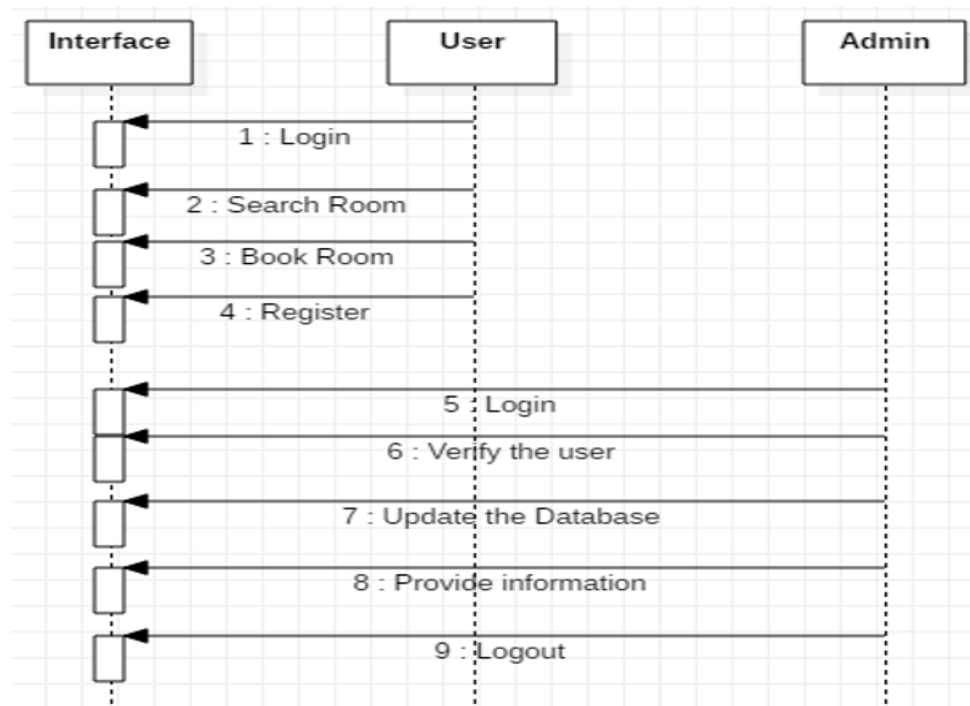 Interface
User
Admin
1 : Login
2 : Search Room
3 : Book Room
4 : Register
5 : Login
6 : Verify the user
7 : Update the Database
8 : Provide information
9 : Logout